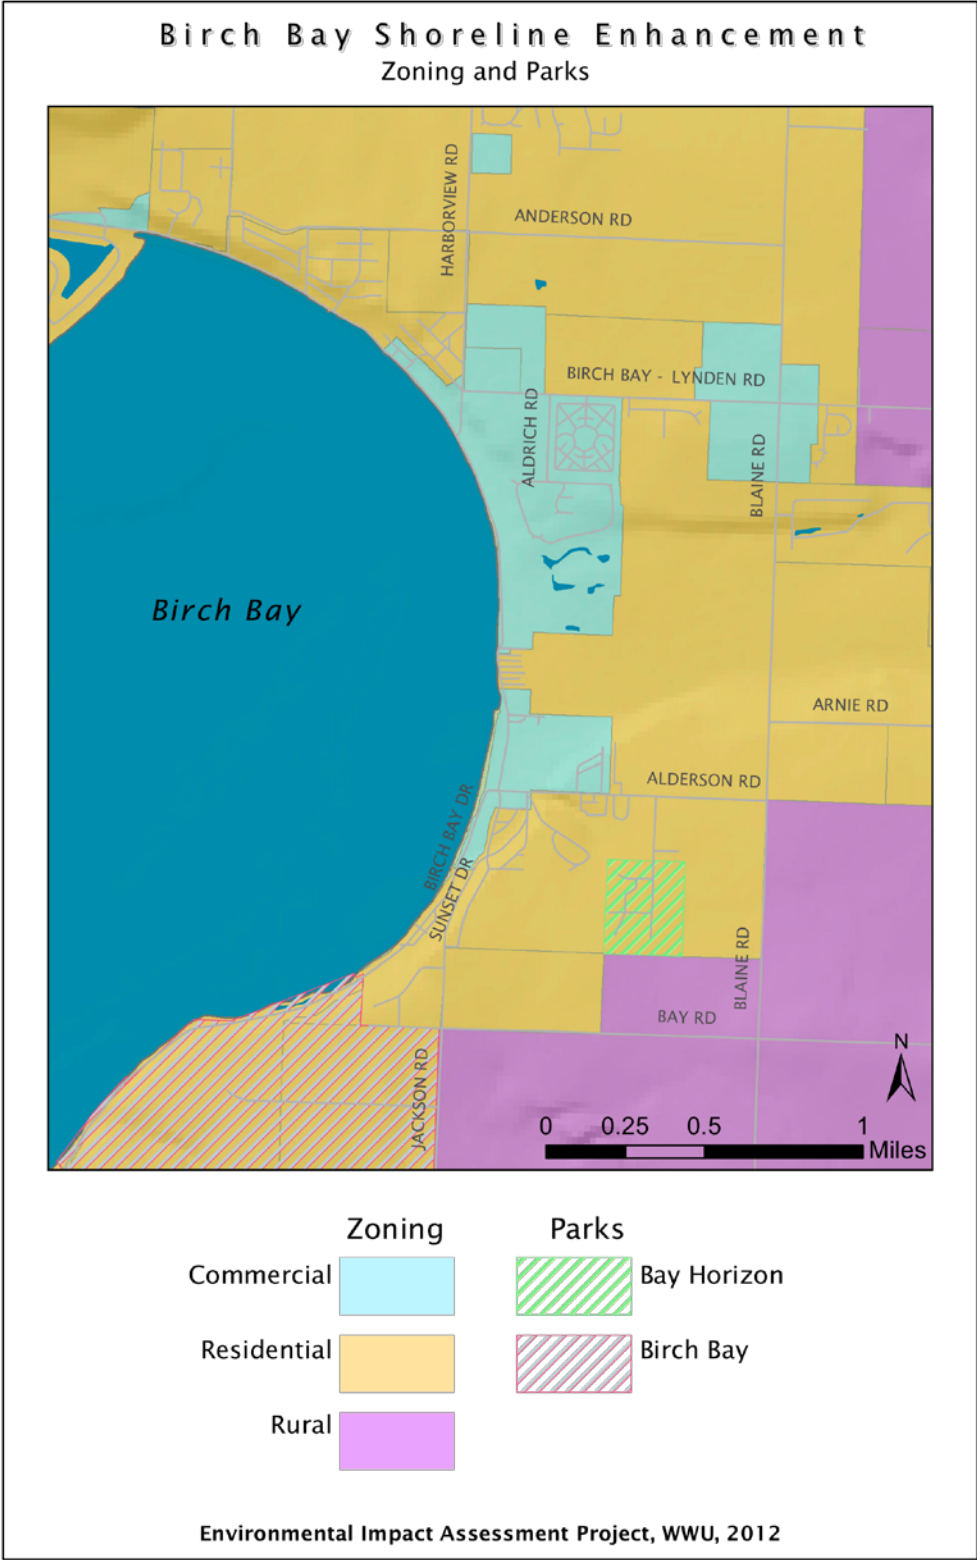 Birch Bay Shoreline Enhancement
Zoning and Parks
HARBORVIEW RD
ANDERSON RD
BIRCH BAY - LYNDEN RD
ALDRICH RD
BLAINE RD
Birch Bay
ARNIE RD
ALDERSON RD
BIRCH BAY DR
SUNSET DR
BLAINE RD
BAY RD
JACKSON RD
N
0 0.25 0.5 1
Miles
Zoning Parks
Commercial Bay Horizon
Residential Birch Bay
Rural
Environmental Impact Assessment Project, WWU, 2012